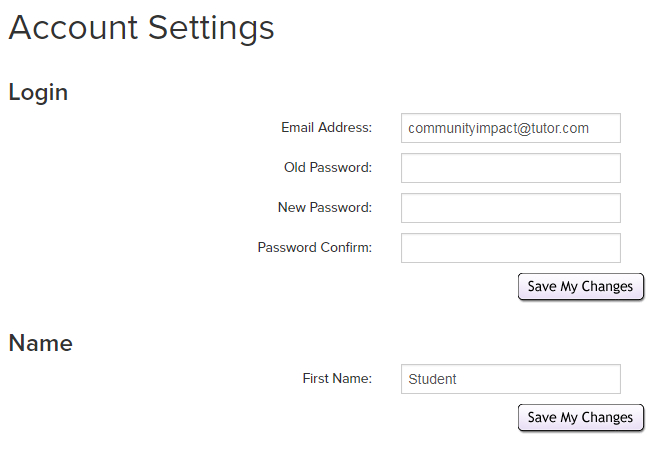 Account Settings
Login
Email Address: communityimpact@tutor.com
Old Password:
New Password:
Password Confirm:
Save My Changes
Name
First Name: Student
Save My Changes